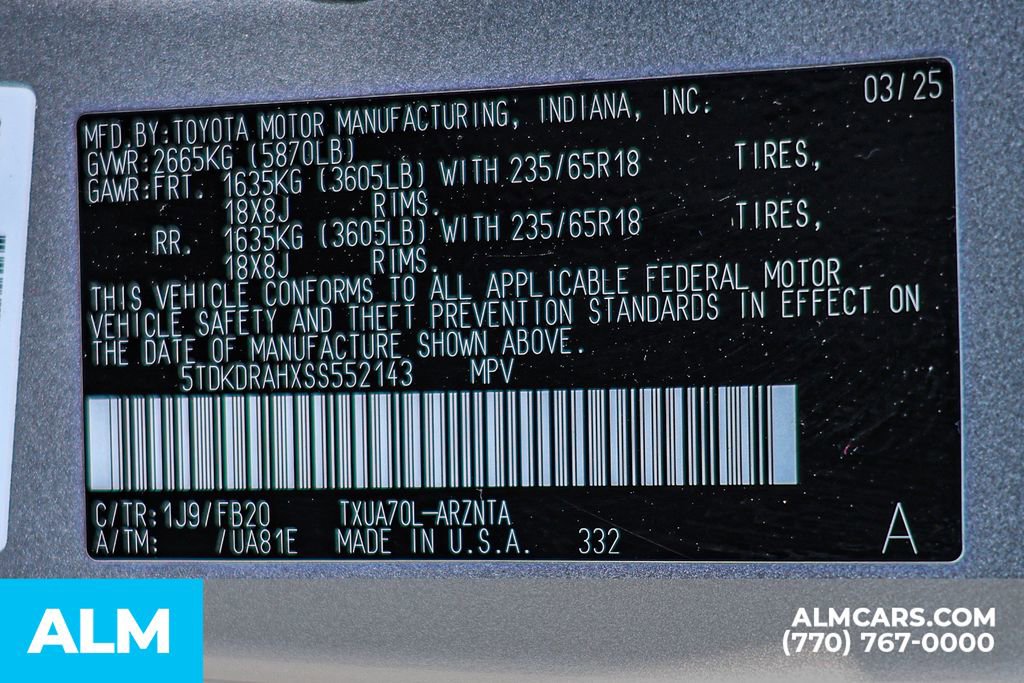 03/25
MFD.BY:TOYOTA MOTOR MANUFACTURING, INDIANA, INC.
GVWR:2665KG (5870LB)
GAWR:FRT. 1635KG (3605LB) WITH 235/65R18 TIRES,
18X8J RIMS.
RR. 1635KG (3605LB) WITH 235/65R18 TIRES,
18X8J RIMS.
THIS VEHICLE CONFORMS TO ALL APPLICABLE FEDERAL MOTOR
VEHICLE SAFETY AND THEFT PREVENTION STANDARDS IN EFFECT ON
THE DATE OF MANUFACTURE SHOWN ABOVE.
5TDKDRAHXSS552143 MPV
C/TR:1J9/FB20 TXUA70L-ARZNTA
A/TM: /UA81E MADE IN U.S.A. 332 A
ALM
ALMCARS.COM
(770) 767-0000